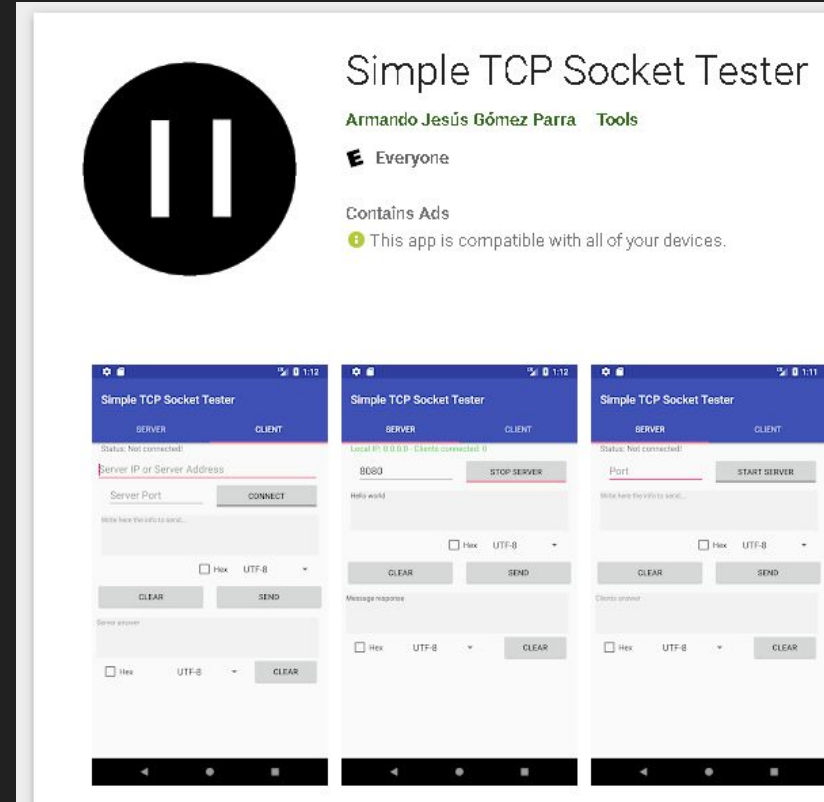 Simple TCP Socket Tester
Armando Jesús Gómez Parra Tools
E Everyone
Contains Ads
This app is compatible with all of your devices.
1:12
Simple TCP Socket Tester
SERVER CLIENT
Status: Not connected!
Server IP or Server Address
Server Port CONNECT
Write here the info to send...
Hex UTF-8
CLEAR SEND
Server answer
Hex UTF-8 CLEAR
1:12
Simple TCP Socket Tester
SERVER CLIENT
Local IP: 0.0.0.0 - Clients connected: 0
8080 STOP SERVER
Hello world
Hex UTF-8
CLEAR SEND
Message response
Hex UTF-8 CLEAR
1:11
Simple TCP Socket Tester
SERVER CLIENT
Status: Not connected!
Port START SERVER
Write here the info to send...
Hex UTF-8
CLEAR SEND
Clients answer
Hex UTF-8 CLEAR